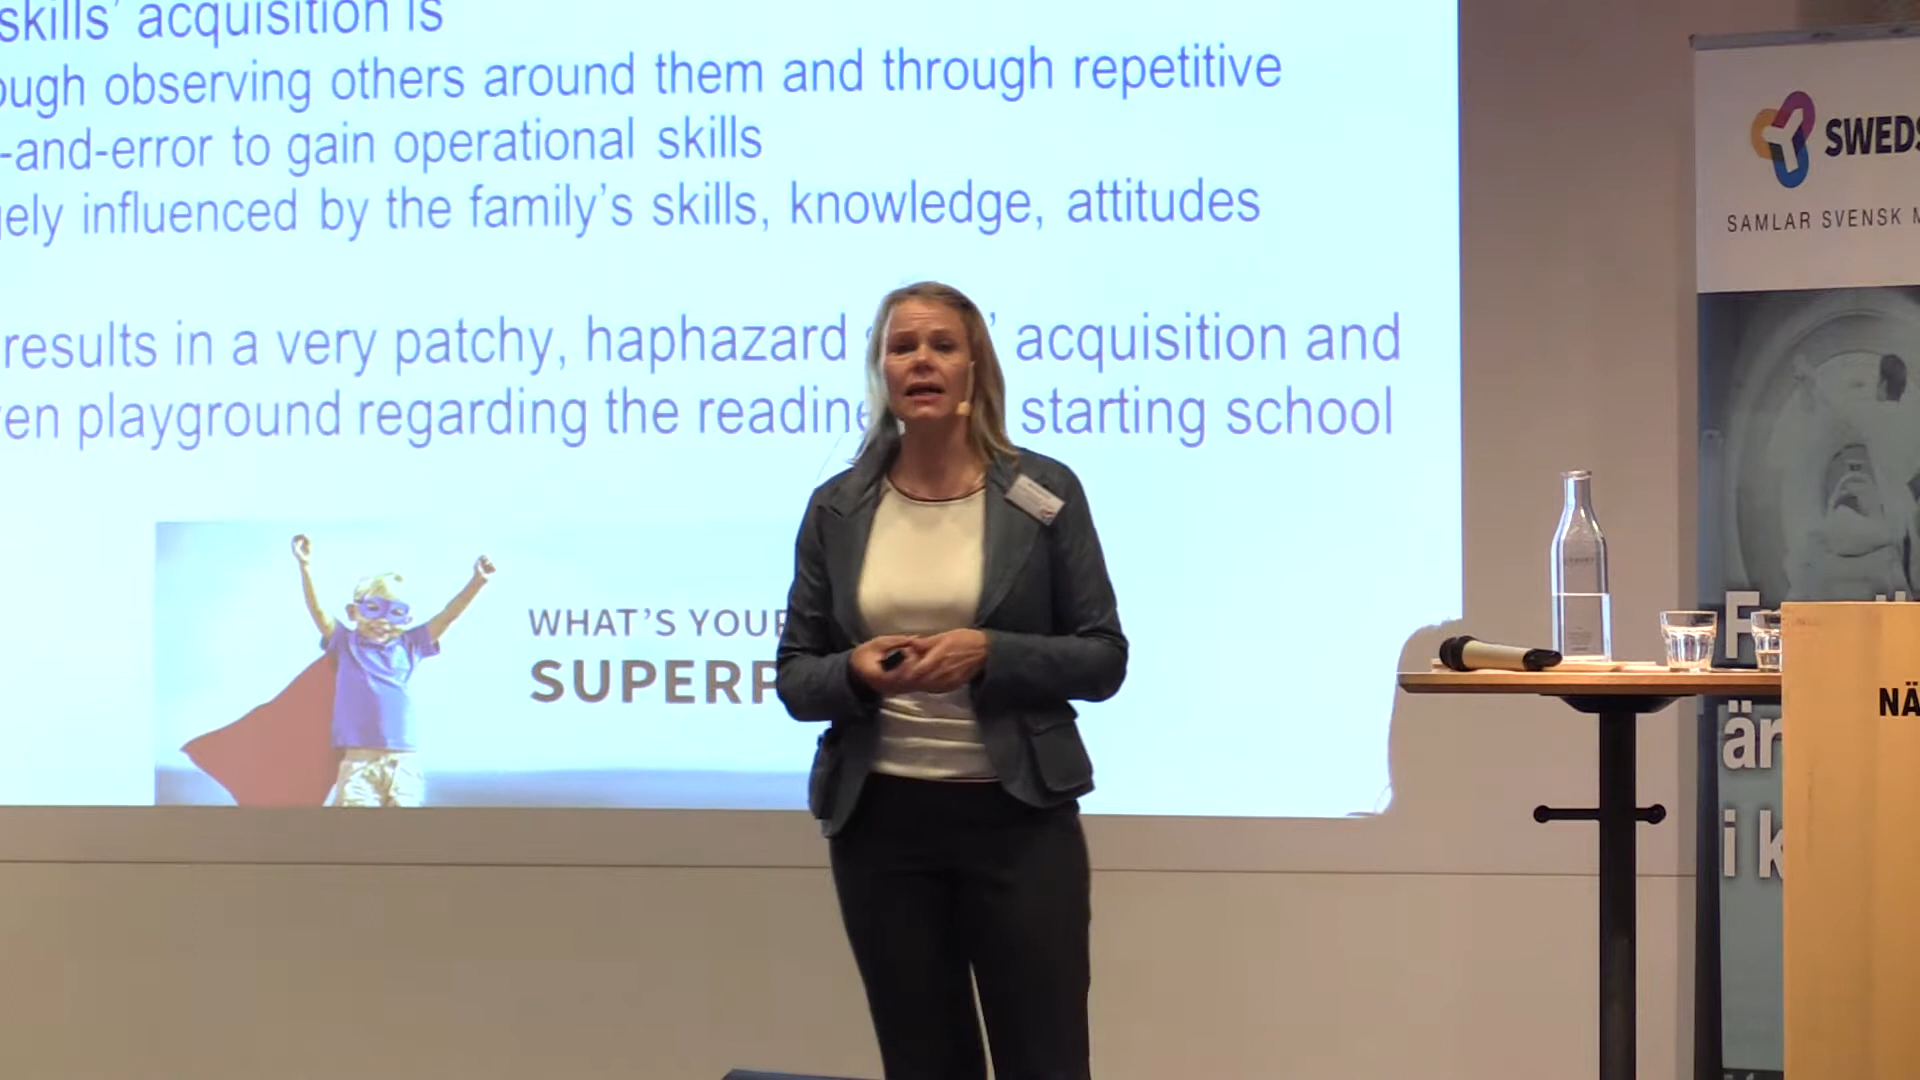 skills’ acquisition is
ough observing others around them and through repetitive
-and-error to gain operational skills
gely influenced by the family’s skills, knowledge, attitudes
results in a very patchy, haphazard acquisition and
en playground regarding the readine starting school
WHAT’S YOUR
SUPERP
SWEDS
SAMLAR SVENSK M
F
är
i k
NÄ